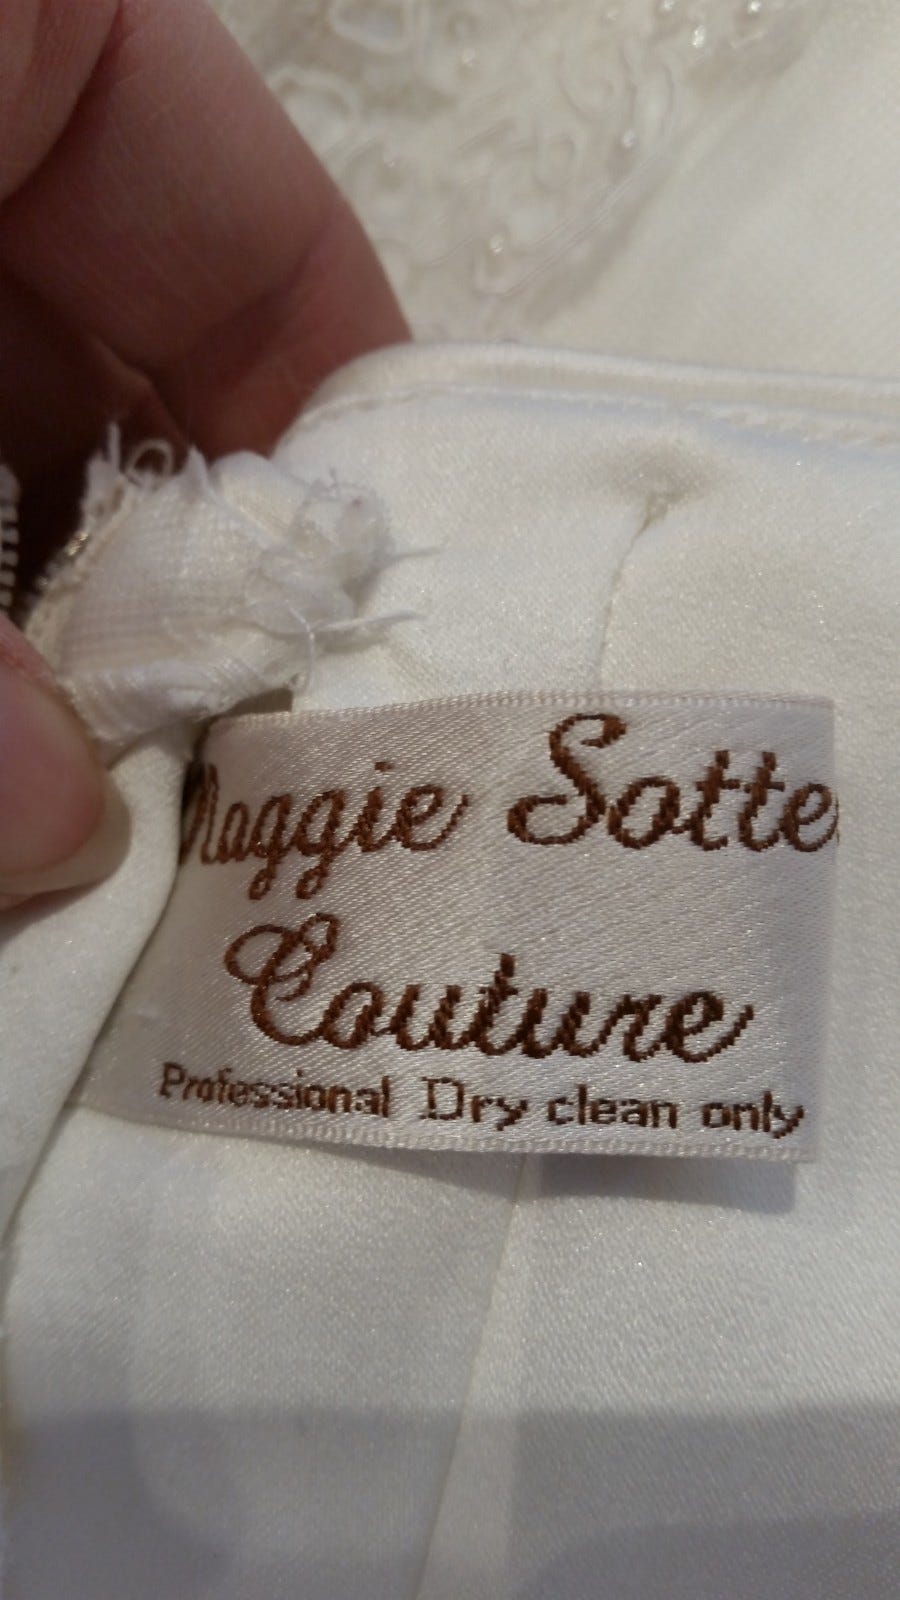 Maggie Sotte
Couture
Professional Dry clean only